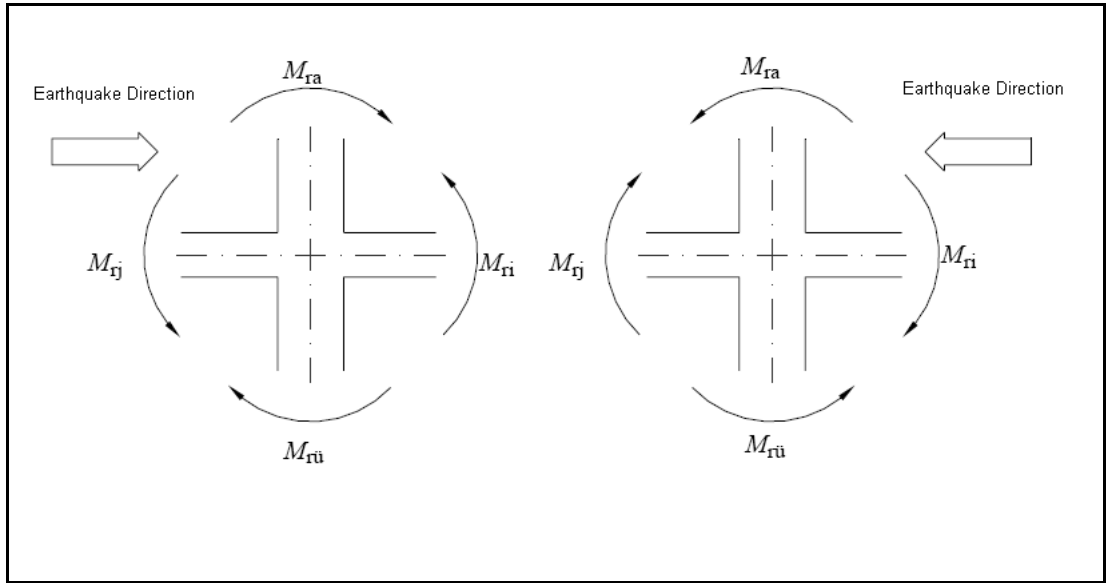 M_ra
Earthquake Direction
M_rj
M_ri
M_rü
M_ra
Earthquake Direction
M_rj
M_ri
M_rü